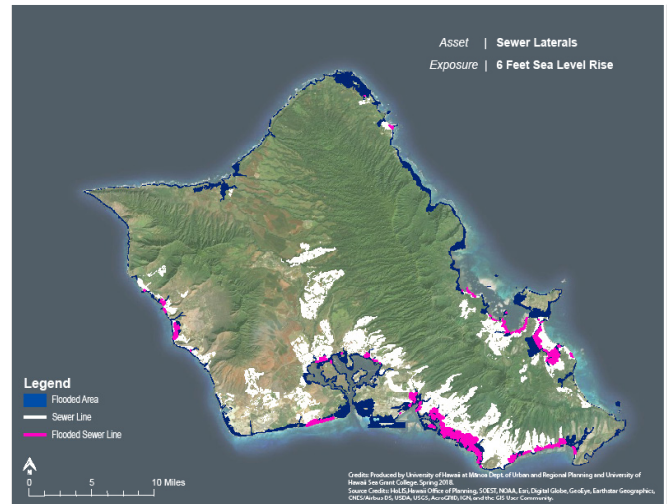 Asset | Sewer Laterals
Exposure | 6 Feet Sea Level Rise
Legend
Flooded Area
Sewer Line
Flooded Sewer Line
0 5 10 Miles
Credits: Produced by University of Hawaii at Mānoa Dept. of Urban and Regional Planning and University of
Hawaii Sea Grant College, Spring 2018.
Source Credits: HoLIS, Hawaii Office of Planning, SOEST, NOAA, Esri, Digital Globe, GeoEye, Earthstar Geographics,
CNES/Airbus DS, USDA, USGS, AeroGRID, IGN, and the GIS User Community.